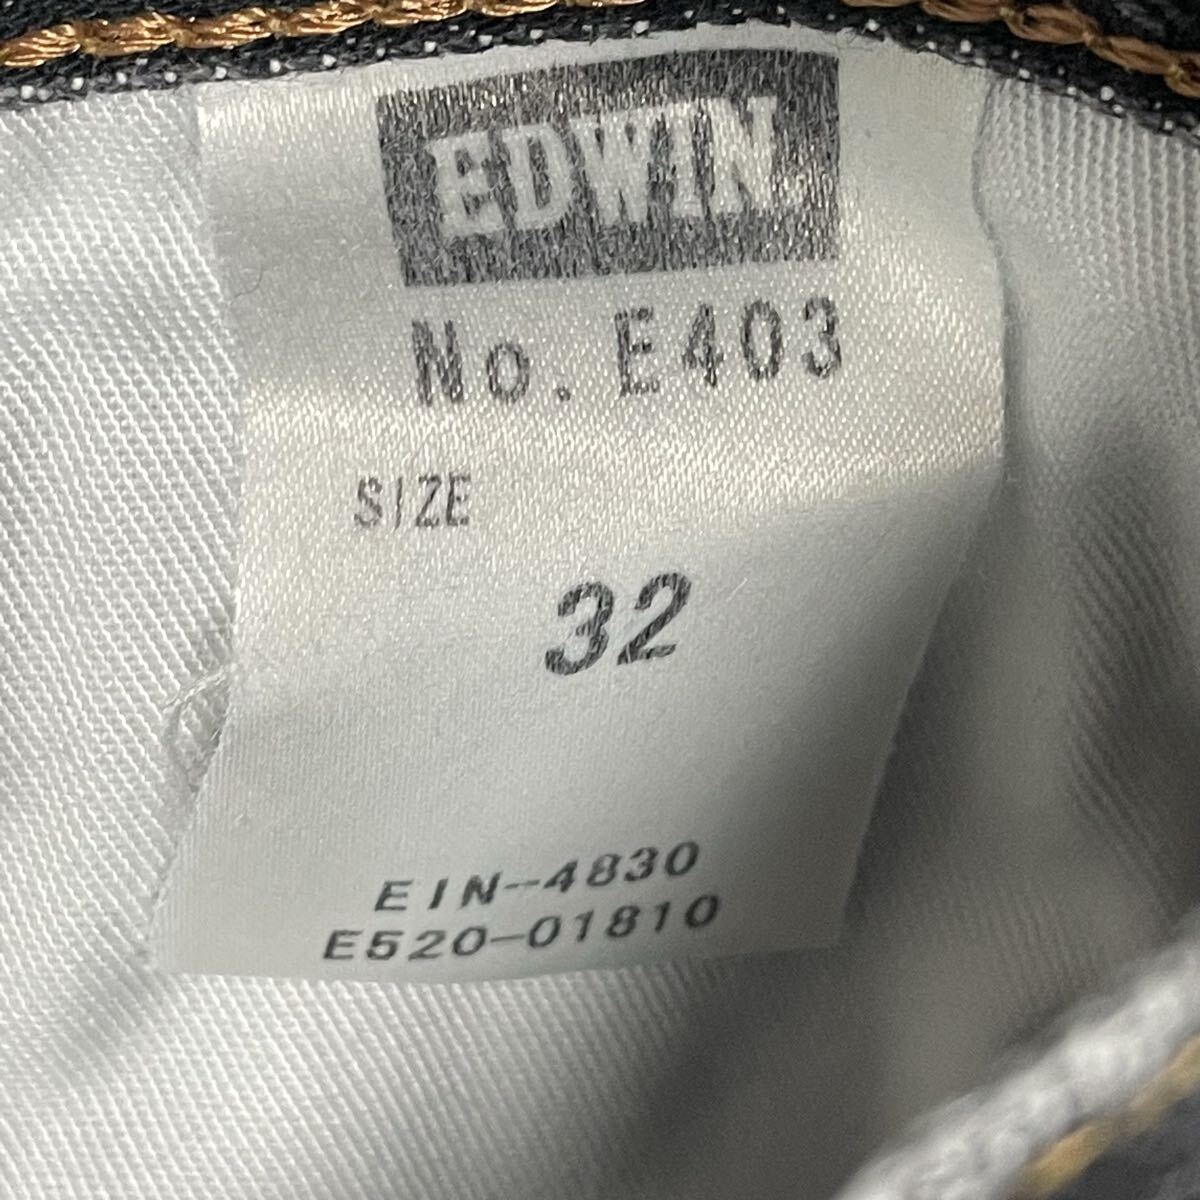 EDWIN
No. E403
SIZE
32
EIN-4830
E520-01810